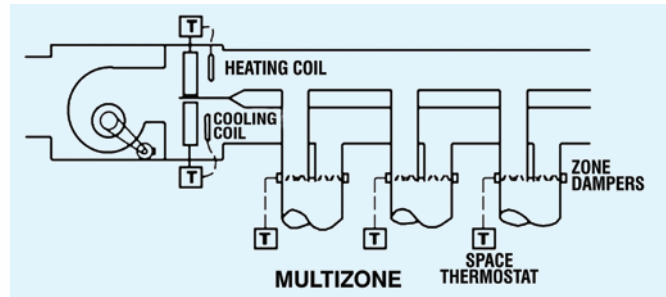 T
HEATING COIL
COOLING
COIL
T
ZONE
DAMPERS
T
T
T
SPACE
THERMOSTAT
MULTIZONE